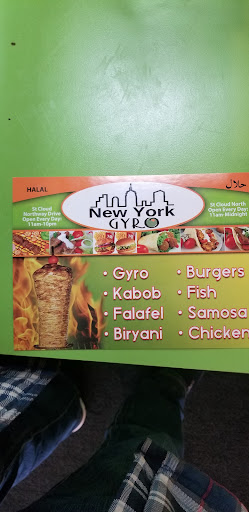 HALAL
حلال
St Cloud
Northway Drive
Open Every Day:
11am-10pm
New York
GYRO
St Cloud North
Open Every Day:
11am-Midnight
• Gyro
• Kabob
• Falafel
• Biryani
• Burgers
• Fish
• Samosa
• Chicken